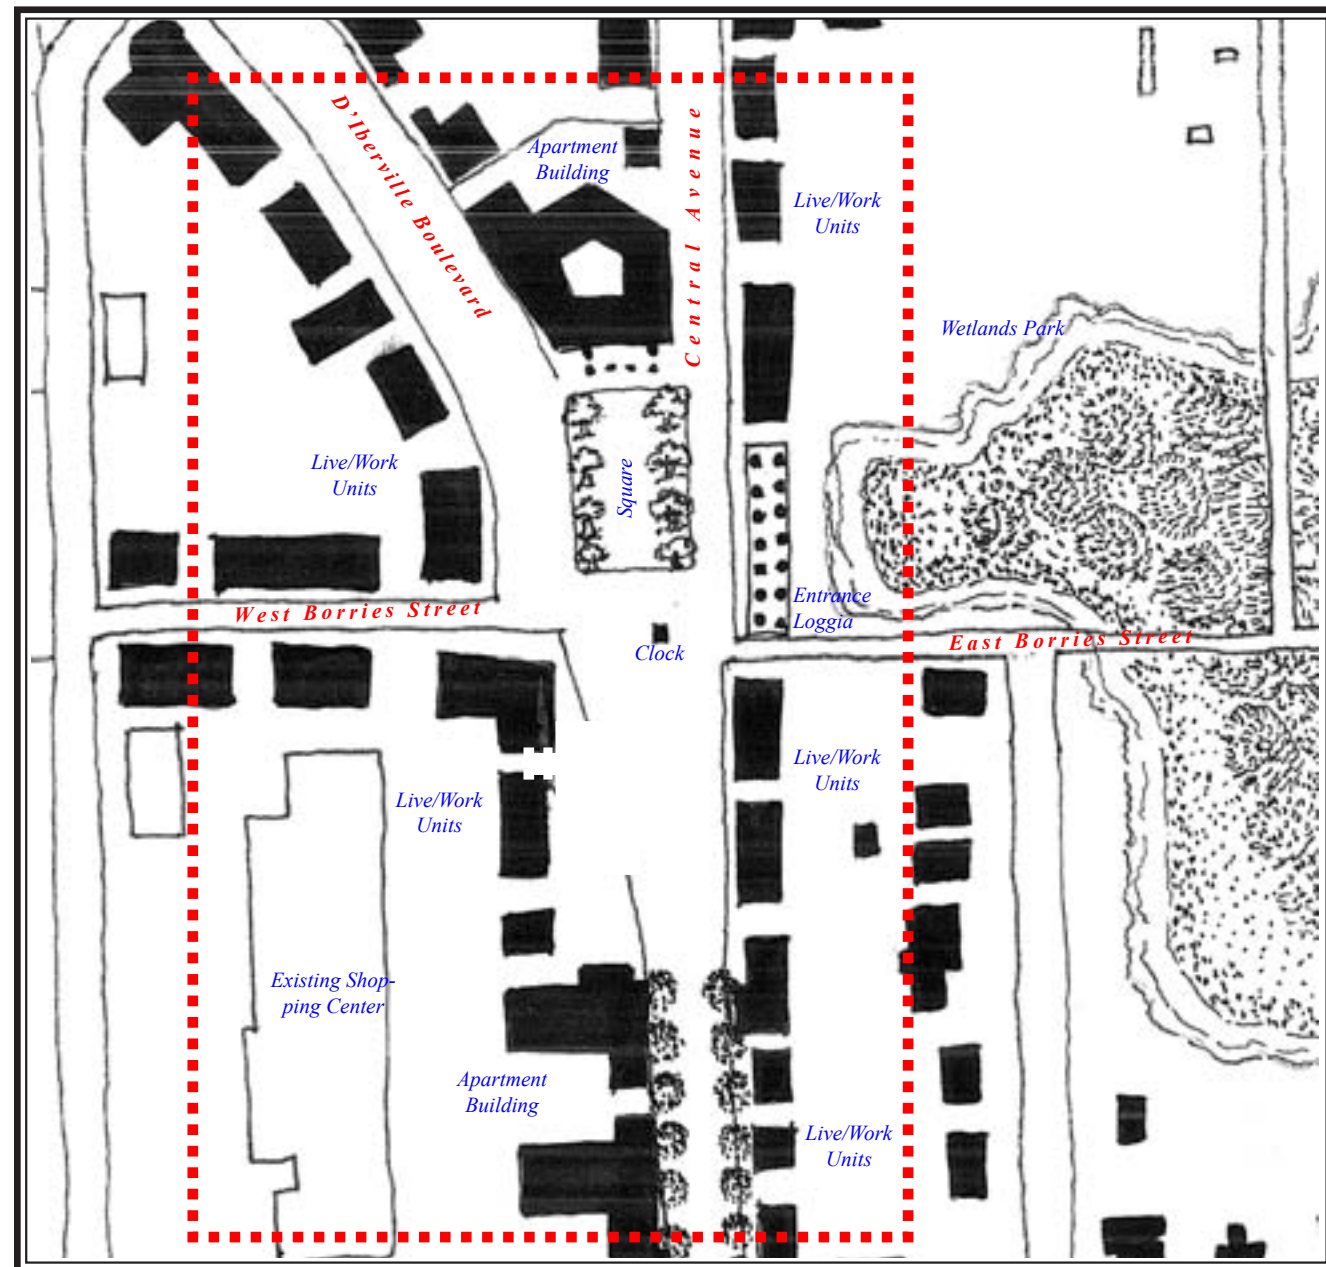 D'Iberville Boulevard
Apartment
Building
Central Avenue
Live/Work
Units
Wetlands Park
Live/Work
Units
Square
Entrance
Loggia
West Borries Street
East Borries Street
Clock
Live/Work
Units
Live/Work
Units
Existing Shop-
ping Center
Apartment
Building
Live/Work
Units